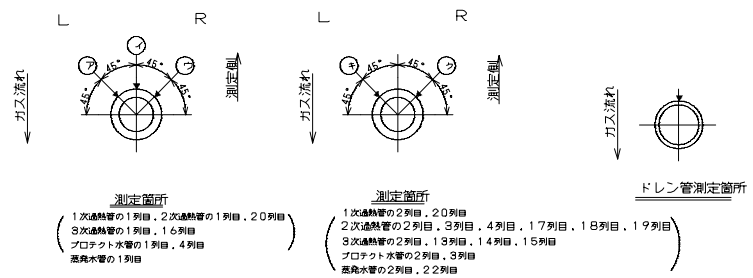 L R
ア イ ウ
45° 45° 45° 45°
ガス流れ
測定側
測定箇所
1次過熱管の1列目，2次過熱管の1列目，20列目
3次過熱管の1列目，16列目
プロテクト水管の1列目，4列目
蒸発水管の1列目
L R
キ ク
45° 45° 45° 45°
ガス流れ
測定側
測定箇所
1次過熱管の2列目，20列目
2次過熱管の2列目，3列目，4列目，17列目，18列目，19列目
3次過熱管の2列目，13列目，14列目，15列目
プロテクト水管の2列目，3列目
蒸発水管の2列目，22列目
ガス流れ
ドレン管測定箇所